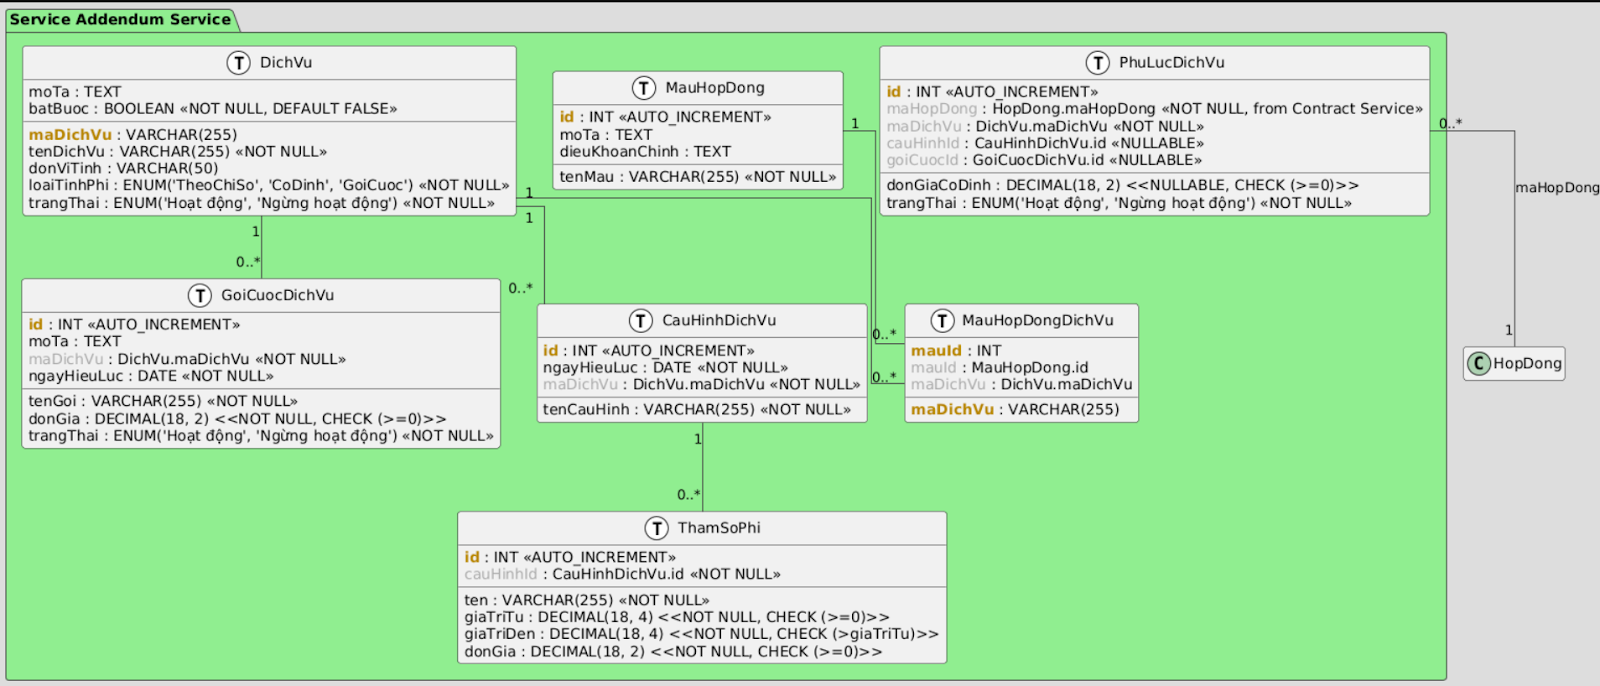 Service Addendum Service
T DichVu
moTa : TEXT
batBuoc : BOOLEAN «NOT NULL, DEFAULT FALSE»
maDichVu : VARCHAR(255)
tenDichVu : VARCHAR(255) «NOT NULL»
donViTinh : VARCHAR(50)
loaiTinhPhi : ENUM('TheoChiSo', 'CoDinh', 'GoiCuoc') «NOT NULL»
trangThai : ENUM('Hoạt động', 'Ngừng hoạt động') «NOT NULL»
T MauHopDong
id : INT «AUTO_INCREMENT»
moTa : TEXT
dieuKhoanChinh : TEXT
tenMau : VARCHAR(255) «NOT NULL»
T PhuLucDichVu
id : INT «AUTO_INCREMENT»
maHopDong : HopDong.maHopDong «NOT NULL, from Contract Service»
maDichVu : DichVu.maDichVu «NOT NULL»
cauHinhId : CauHinhDichVu.id «NULLABLE»
goiCuocId : GoiCuocDichVu.id «NULLABLE»
donGiaCoDinh : DECIMAL(18, 2) <<NULLABLE, CHECK (>=0)>>
trangThai : ENUM('Hoạt động', 'Ngừng hoạt động') «NOT NULL»
1
0..*
maHopDong
1
1
1
0..*
0..*
T GoiCuocDichVu
id : INT «AUTO_INCREMENT»
moTa : TEXT
maDichVu : DichVu.maDichVu «NOT NULL»
ngayHieuLuc : DATE «NOT NULL»
tenGoi : VARCHAR(255) «NOT NULL»
donGia : DECIMAL(18, 2) <<NOT NULL, CHECK (>=0)>>
trangThai : ENUM('Hoạt động', 'Ngừng hoạt động') «NOT NULL»
T CauHinhDichVu
id : INT «AUTO_INCREMENT»
ngayHieuLuc : DATE «NOT NULL»
maDichVu : DichVu.maDichVu «NOT NULL»
tenCauHinh : VARCHAR(255) «NOT NULL»
0..*
0..*
T MauHopDongDichVu
mauId : INT
mauId : MauHopDong.id
maDichVu : DichVu.maDichVu
maDichVu : VARCHAR(255)
1
C HopDong
1
0..*
T ThamSoPhi
id : INT «AUTO_INCREMENT»
cauHinhId : CauHinhDichVu.id «NOT NULL»
ten : VARCHAR(255) «NOT NULL»
giaTriTu : DECIMAL(18, 4) <<NOT NULL, CHECK (>=0)>>
giaTriDen : DECIMAL(18, 4) <<NOT NULL, CHECK (>giaTriTu)>>
donGia : DECIMAL(18, 2) <<NOT NULL, CHECK (>=0)>>